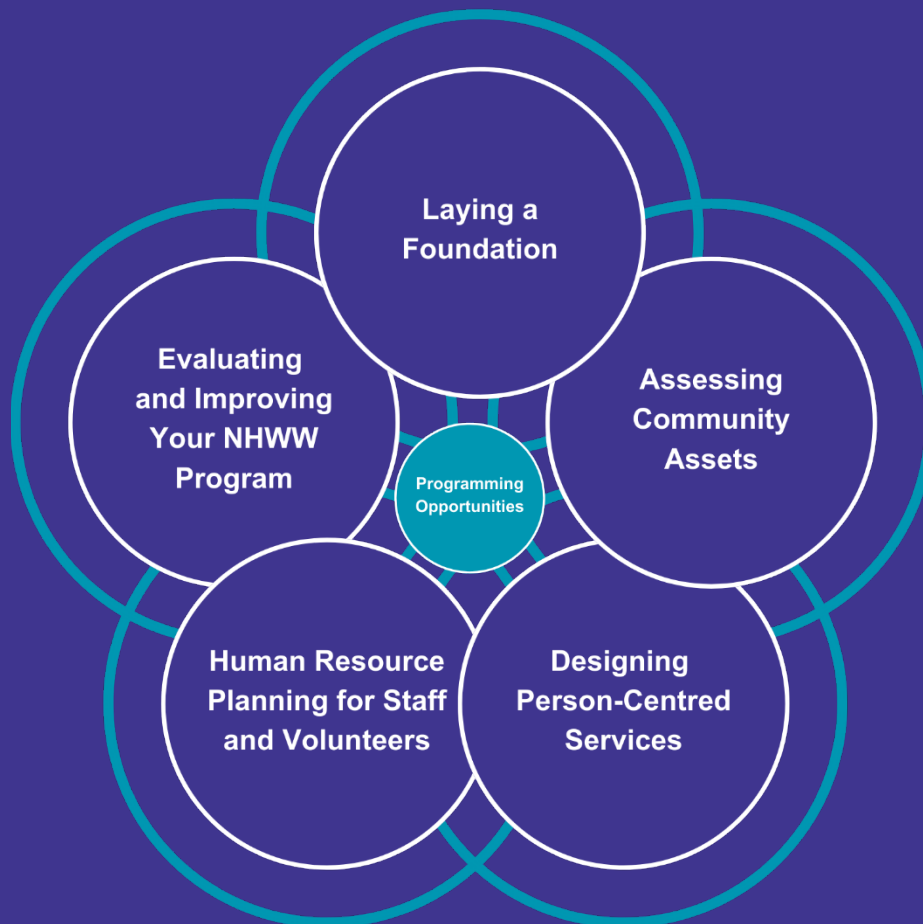 Laying a
Foundation
Assessing
Community
Assets
Designing
Person-Centred
Services
Human Resource
Planning for Staff
and Volunteers
Evaluating
and Improving
Your NHWW
Program
Programming
Opportunities